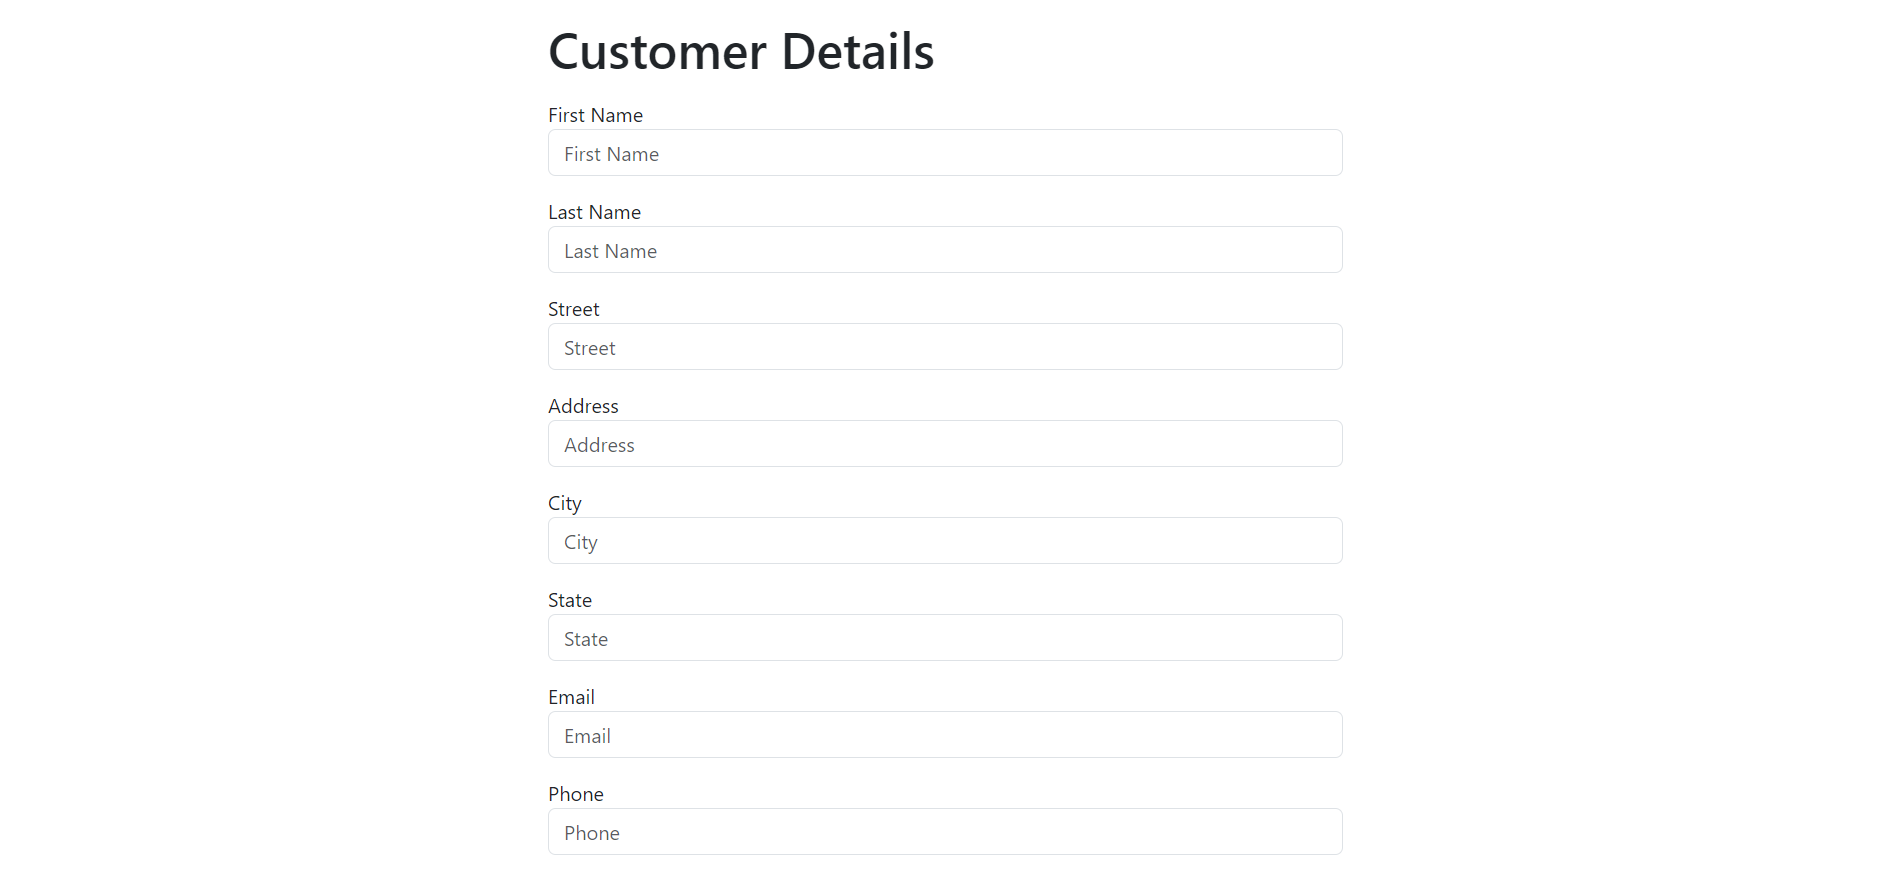 Customer Details
First Name
First Name
Last Name
Last Name
Street
Street
Address
Address
City
City
State
State
Email
Email
Phone
Phone